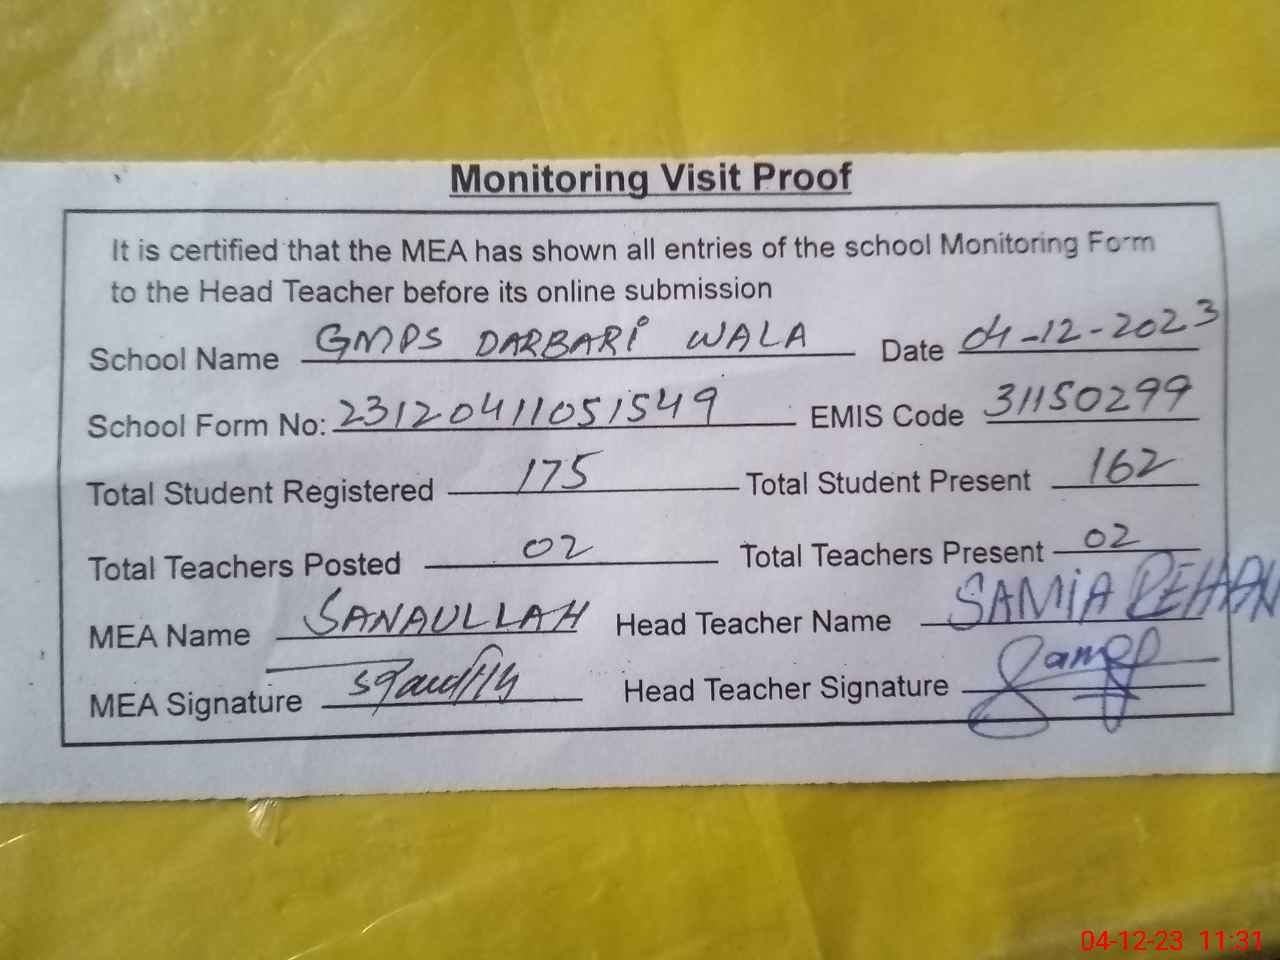 Monitoring Visit Proof
It is certified that the MEA has shown all entries of the school Monitoring Form
to the Head Teacher before its online submission
School Name GMPS DARBARI WALA Date 04-12-2023
School Form No: 23120411051549 EMIS Code 31150299
Total Student Registered 175 Total Student Present 162
Total Teachers Posted 02 Total Teachers Present 02
MEA Name SANAULLAH Head Teacher Name SAMIA REHAN
MEA Signature Head Teacher Signature
04-12-23 11:31